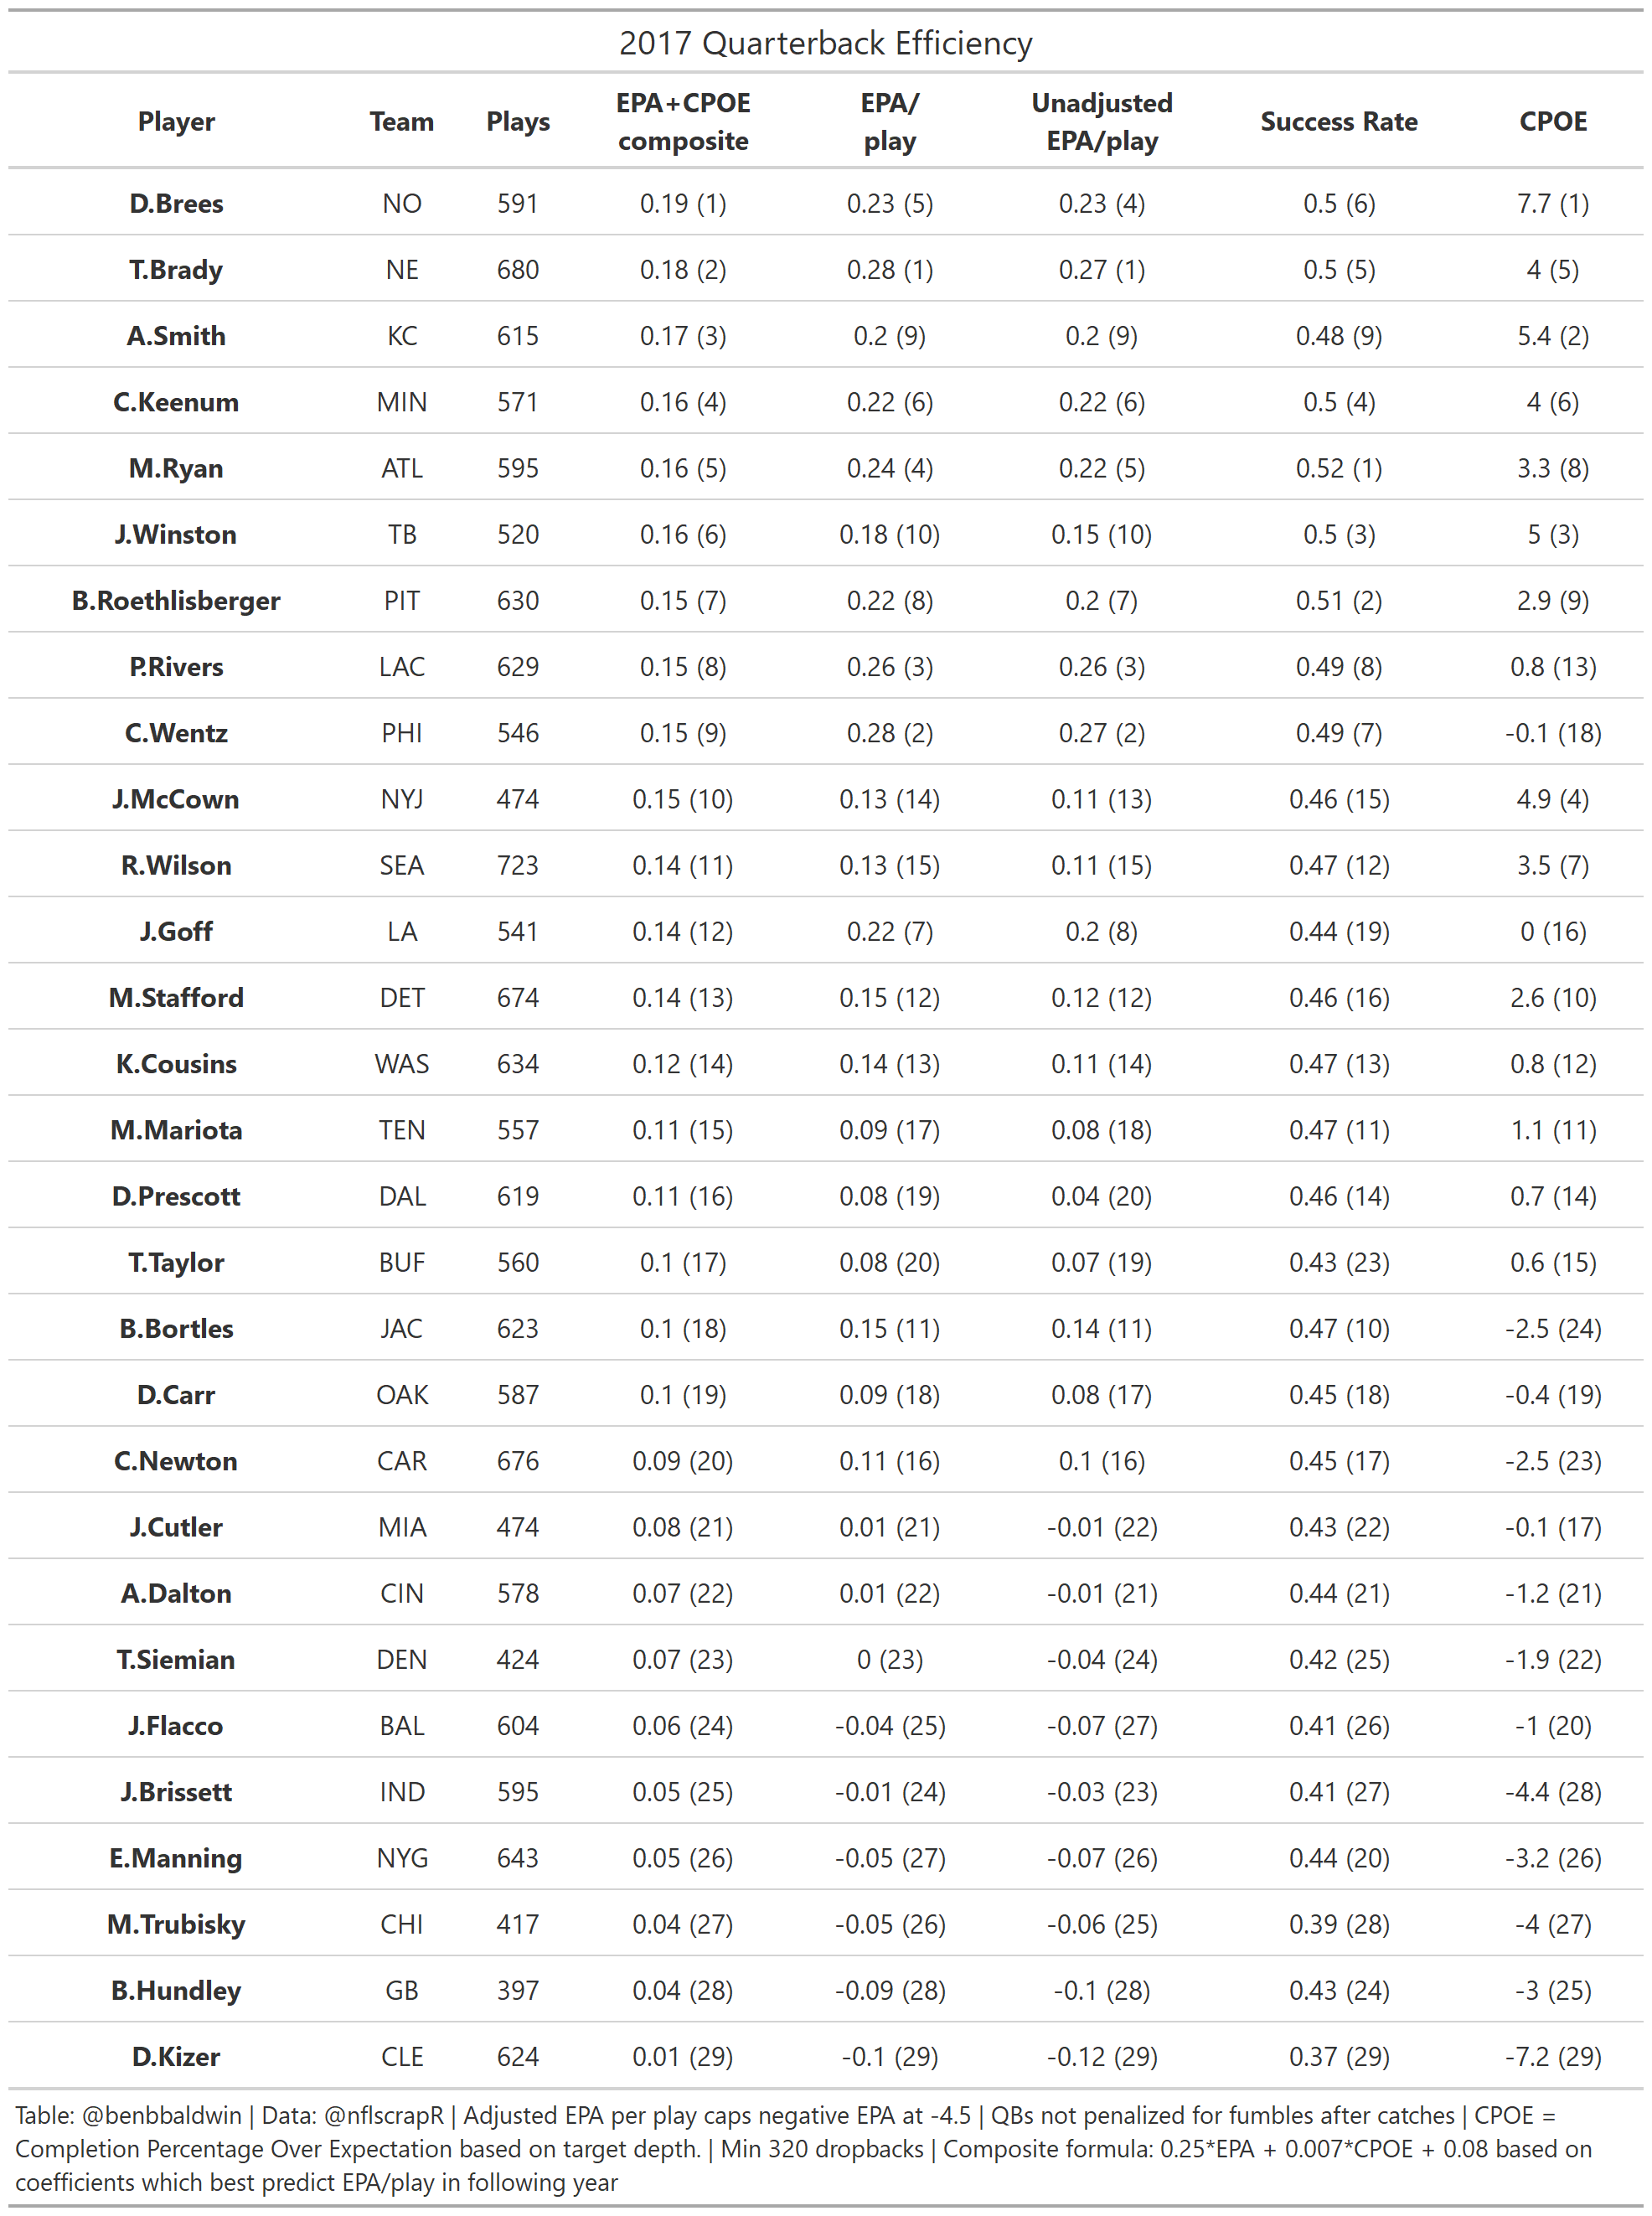 2017 Quarterback Efficiency
Player Team Plays EPA+CPOE composite EPA/ play Unadjusted EPA/play Success Rate CPOE
D.Brees NO 591 0.19 (1) 0.23 (5) 0.23 (4) 0.5 (6) 7.7 (1)
T.Brady NE 680 0.18 (2) 0.28 (1) 0.27 (1) 0.5 (5) 4 (5)
A.Smith KC 615 0.17 (3) 0.2 (9) 0.2 (9) 0.48 (9) 5.4 (2)
C.Keenum MIN 571 0.16 (4) 0.22 (6) 0.22 (6) 0.5 (4) 4 (6)
M.Ryan ATL 595 0.16 (5) 0.24 (4) 0.22 (5) 0.52 (1) 3.3 (8)
J.Winston TB 520 0.16 (6) 0.18 (10) 0.15 (10) 0.5 (3) 5 (3)
B.Roethlisberger PIT 630 0.15 (7) 0.22 (8) 0.2 (7) 0.51 (2) 2.9 (9)
P.Rivers LAC 629 0.15 (8) 0.26 (3) 0.26 (3) 0.49 (8) 0.8 (13)
C.Wentz PHI 546 0.15 (9) 0.28 (2) 0.27 (2) 0.49 (7) -0.1 (18)
J.McCown NYJ 474 0.15 (10) 0.13 (14) 0.11 (13) 0.46 (15) 4.9 (4)
R.Wilson SEA 723 0.14 (11) 0.13 (15) 0.11 (15) 0.47 (12) 3.5 (7)
J.Goff LA 541 0.14 (12) 0.22 (7) 0.2 (8) 0.44 (19) 0 (16)
M.Stafford DET 674 0.14 (13) 0.15 (12) 0.12 (12) 0.46 (16) 2.6 (10)
K.Cousins WAS 634 0.12 (14) 0.14 (13) 0.11 (14) 0.47 (13) 0.8 (12)
M.Mariota TEN 557 0.11 (15) 0.09 (17) 0.08 (18) 0.47 (11) 1.1 (11)
D.Prescott DAL 619 0.11 (16) 0.08 (19) 0.04 (20) 0.46 (14) 0.7 (14)
T.Taylor BUF 560 0.1 (17) 0.08 (20) 0.07 (19) 0.43 (23) 0.6 (15)
B.Bortles JAC 623 0.1 (18) 0.15 (11) 0.14 (11) 0.47 (10) -2.5 (24)
D.Carr OAK 587 0.1 (19) 0.09 (18) 0.08 (17) 0.45 (18) -0.4 (19)
C.Newton CAR 676 0.09 (20) 0.11 (16) 0.1 (16) 0.45 (17) -2.5 (23)
J.Cutler MIA 474 0.08 (21) 0.01 (21) -0.01 (22) 0.43 (22) -0.1 (17)
A.Dalton CIN 578 0.07 (22) 0.01 (22) -0.01 (21) 0.44 (21) -1.2 (21)
T.Siemian DEN 424 0.07 (23) 0 (23) -0.04 (24) 0.42 (25) -1.9 (22)
J.Flacco BAL 604 0.06 (24) -0.04 (25) -0.07 (27) 0.41 (26) -1 (20)
J.Brissett IND 595 0.05 (25) -0.01 (24) -0.03 (23) 0.41 (27) -4.4 (28)
E.Manning NYG 643 0.05 (26) -0.05 (27) -0.07 (26) 0.44 (20) -3.2 (26)
M.Trubisky CHI 417 0.04 (27) -0.05 (26) -0.06 (25) 0.39 (28) -4 (27)
B.Hundley GB 397 0.04 (28) -0.09 (28) -0.1 (28) 0.43 (24) -3 (25)
D.Kizer CLE 624 0.01 (29) -0.1 (29) -0.12 (29) 0.37 (29) -7.2 (29)
Table: @benbbaldwin | Data: @nflscrapR | Adjusted EPA per play caps negative EPA at -4.5 | QBs not penalized for fumbles after catches | CPOE =
Completion Percentage Over Expectation based on target depth. | Min 320 dropbacks | Composite formula: 0.25*EPA + 0.007*CPOE + 0.08 based on
coefficients which best predict EPA/play in following year